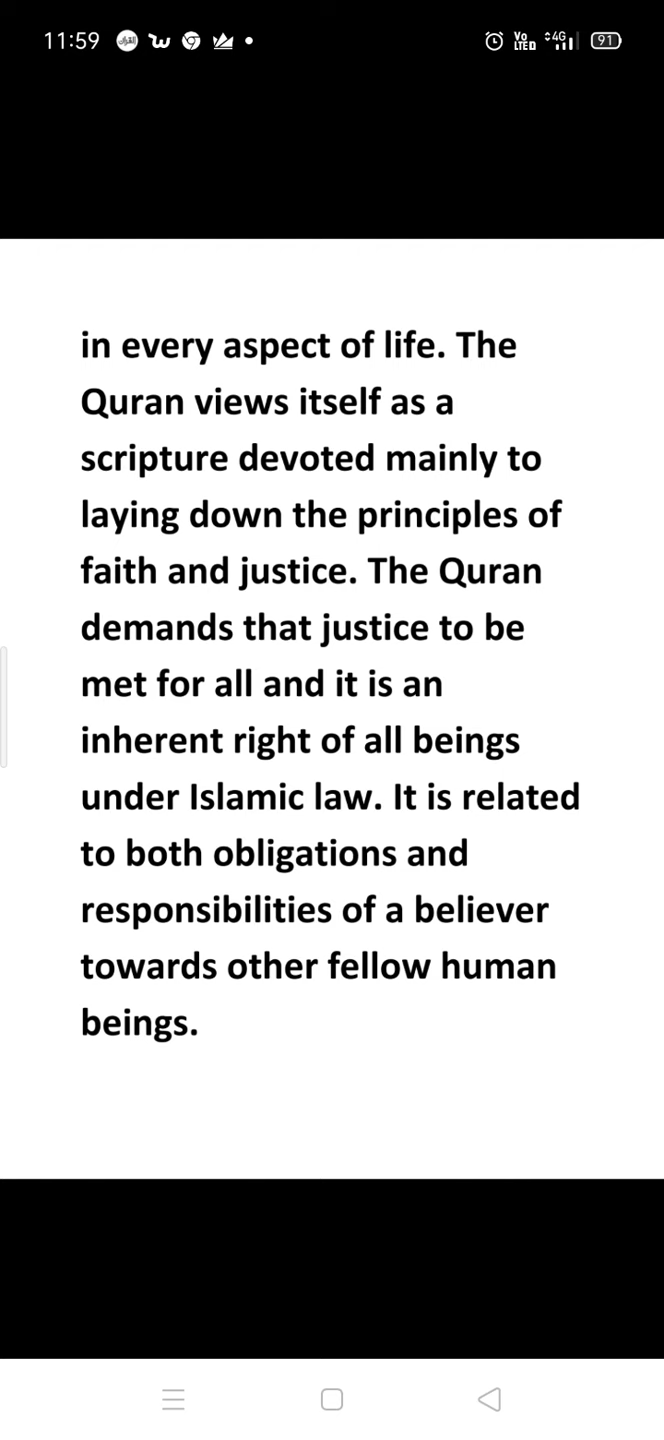 11:59
VoLTED 4G 91
in every aspect of life. The
Quran views itself as a
scripture devoted mainly to
laying down the principles of
faith and justice. The Quran
demands that justice to be
met for all and it is an
inherent right of all beings
under Islamic law. It is related
to both obligations and
responsibilities of a believer
towards other fellow human
beings.